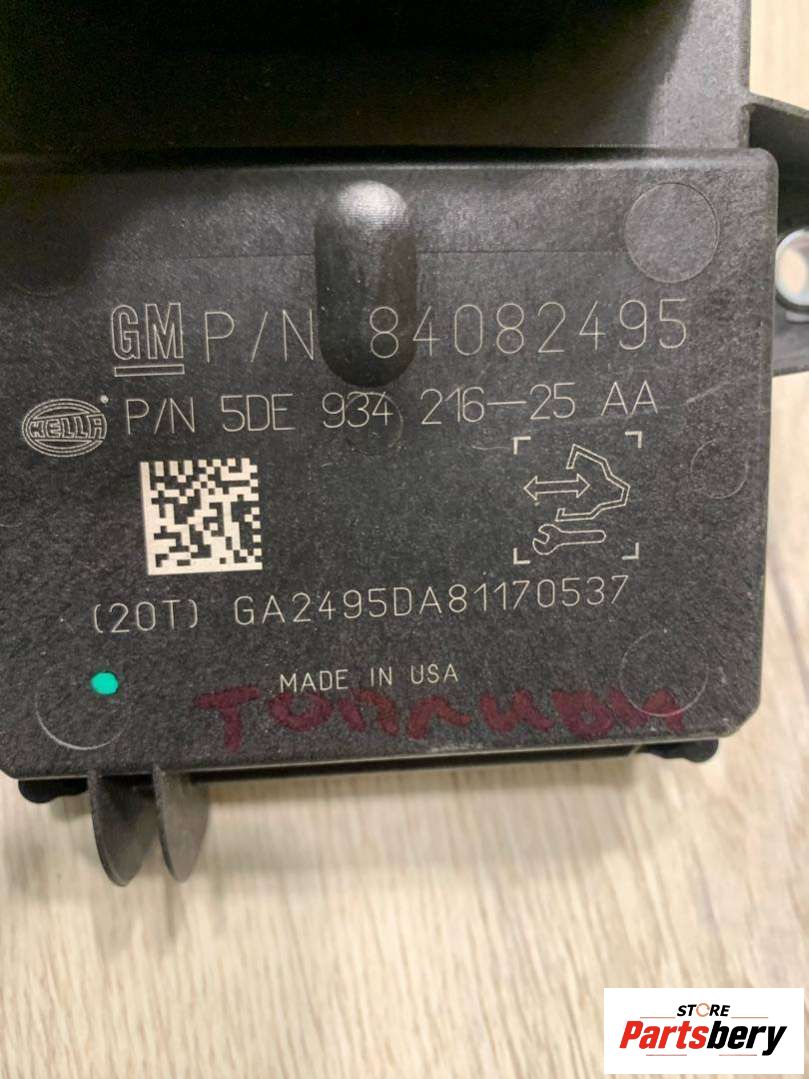 GM P/N 84082495
HELLA P/N 5DE 934 216-25 AA
(20T) GA2495DA81170537
MADE IN USA
STORE
Partsbery